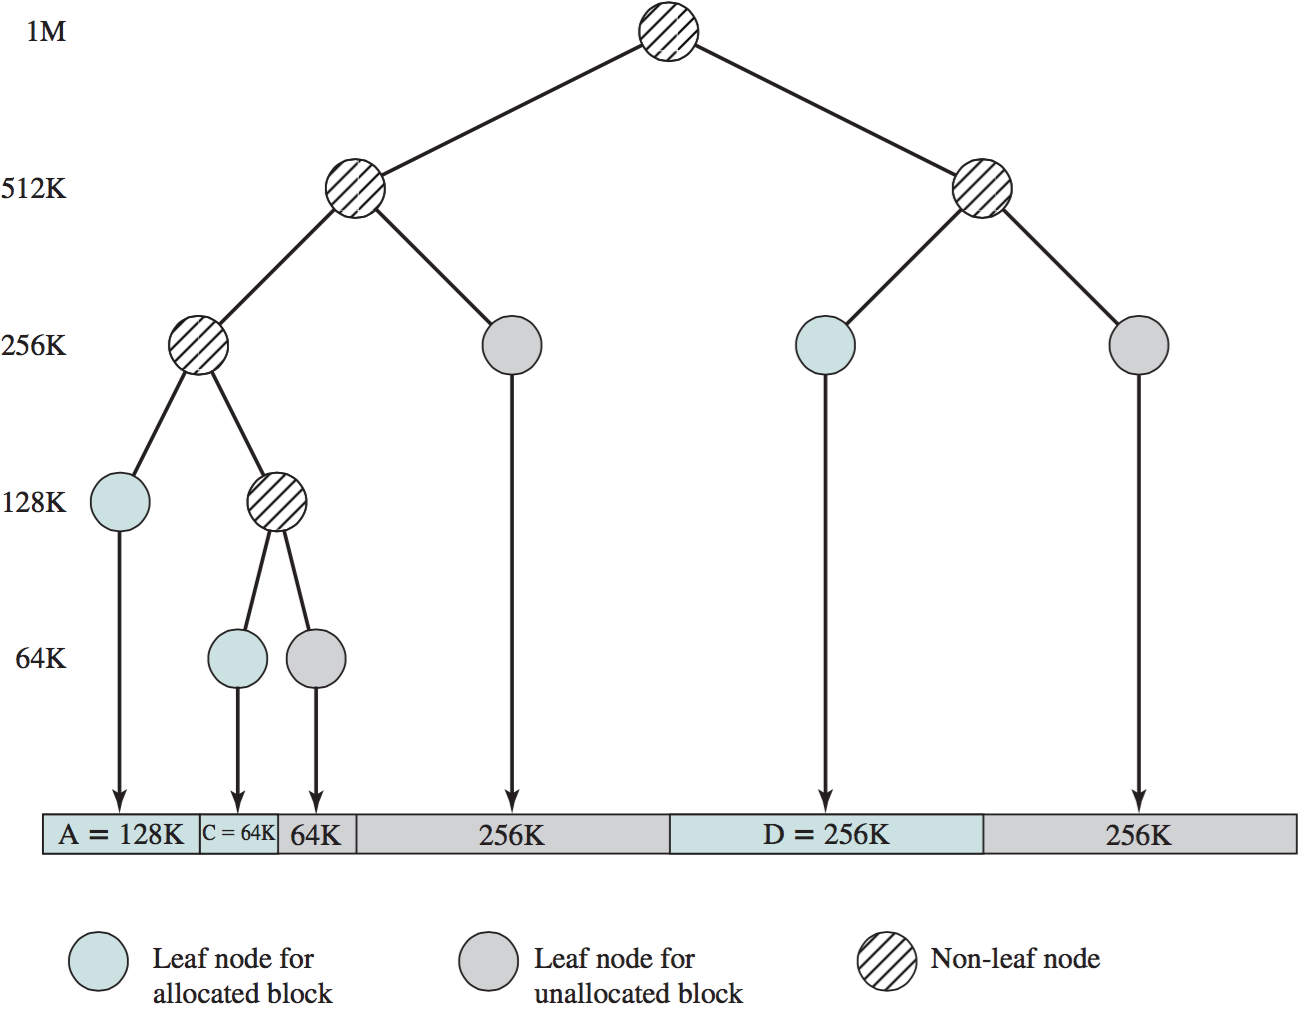 1M
512K
256K
128K
64K
A = 128K C = 64K 64K 256K D = 256K 256K
Leaf node for
allocated block
Leaf node for
unallocated block
Non-leaf node